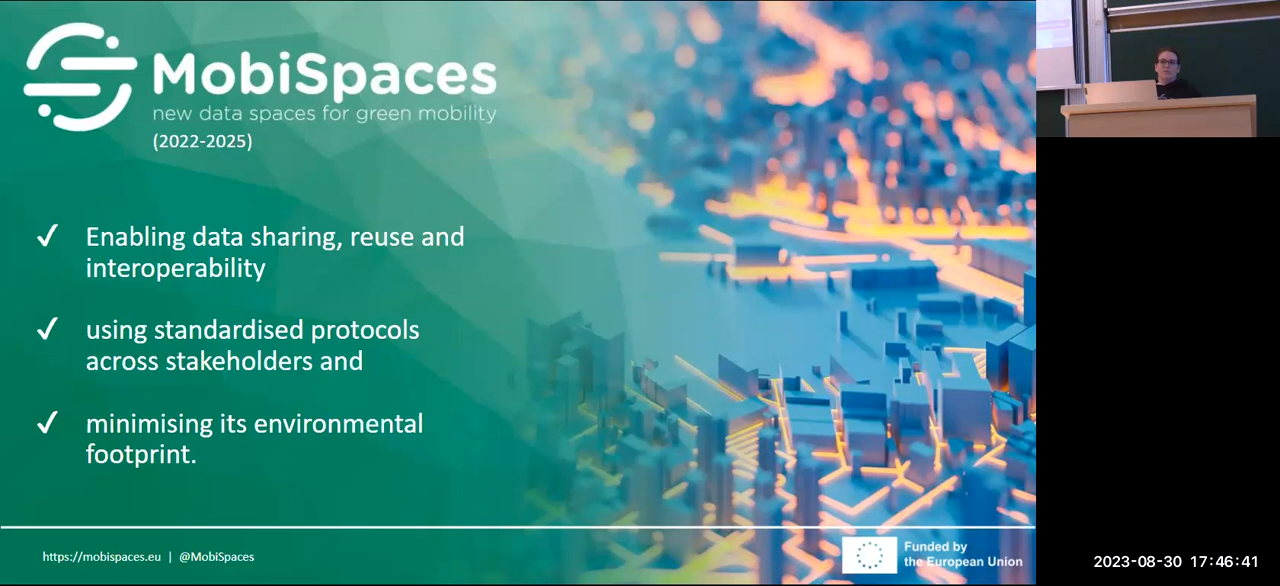 MobiSpaces
new data spaces for green mobility
(2022-2025)
✓ Enabling data sharing, reuse and
interoperability
✓ using standardised protocols
across stakeholders and
✓ minimising its environmental
footprint.
https://mobispaces.eu | @MobiSpaces
Funded by
the European Union
2023-08-30 17:46:41